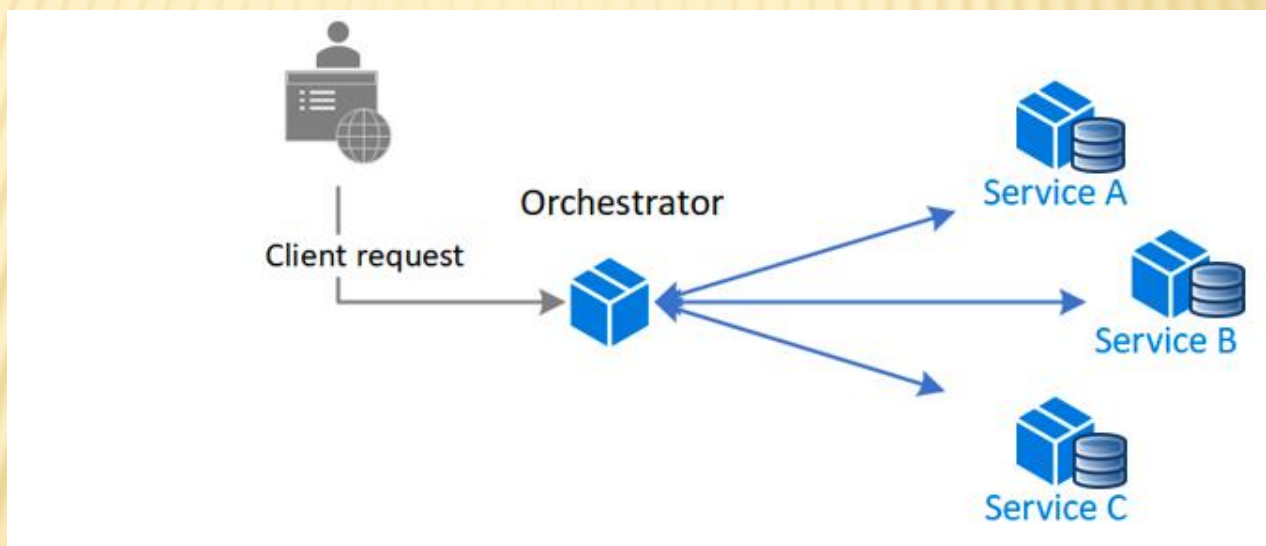 Orchestrator
Client request
Service A
Service B
Service C